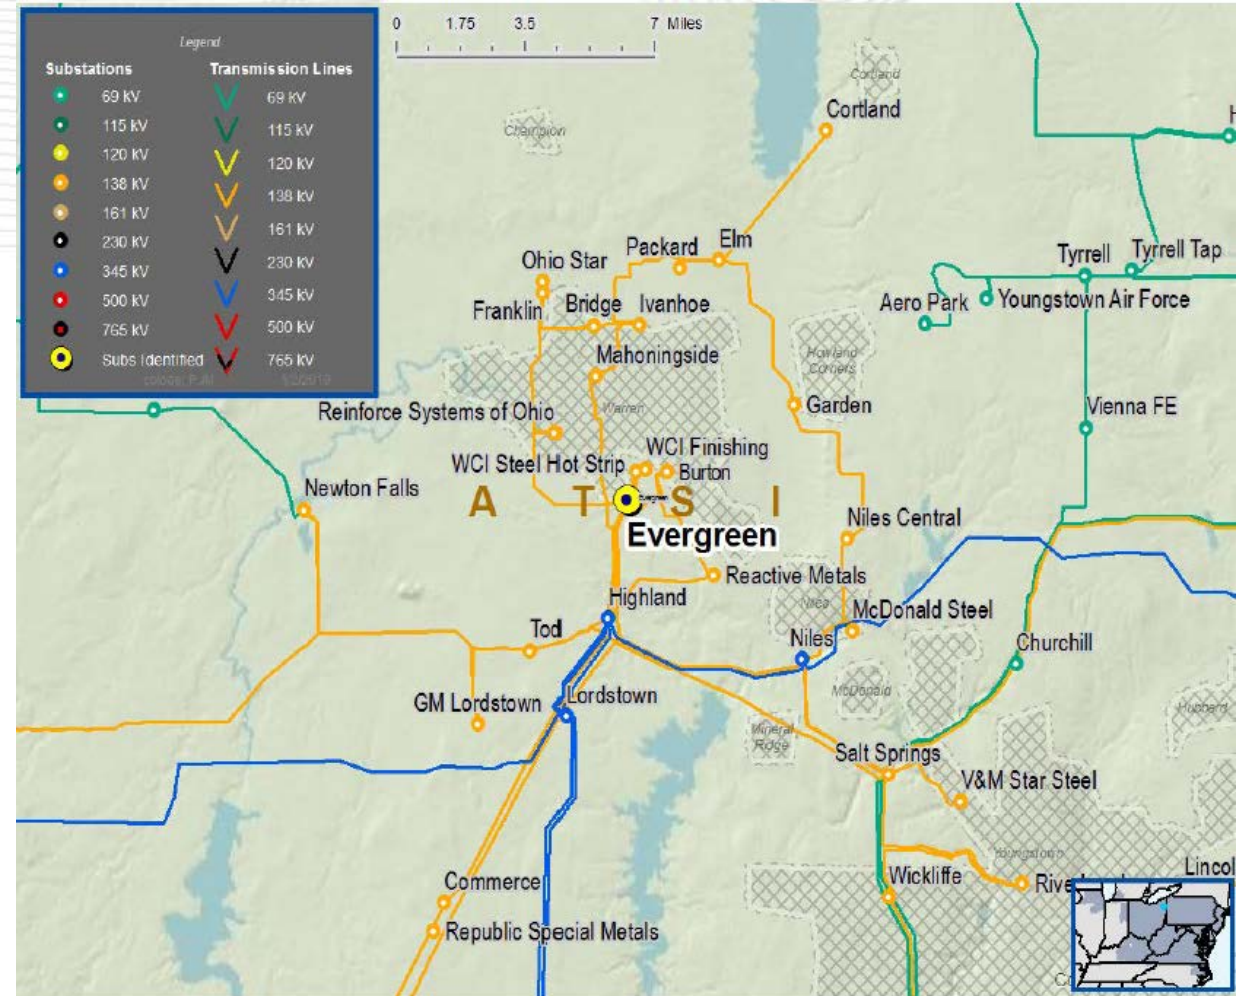 Legend
Substations
69 kV
115 kV
120 kV
138 kV
161 kV
230 kV
345 kV
500 kV
765 kV
Subs Identified
Transmission Lines
69 kV
115 kV
120 kV
138 kV
161 kV
230 kV
345 kV
500 kV
765 kV
0 1.75 3.5 7 Miles
Cortland
Champion
Cortland
H
Elm
Packard
Ohio Star
Tyrrell
Tyrrell Tap
Franklin
Bridge
Ivanhoe
Aero Park
Youngstown Air Force
Mahoningside
Howland
Corners
Warren
Garden
Vienna FE
Reinforce Systems of Ohio
WCI Finishing
WCI Steel Hot Strip
Burton
Newton Falls
A T S I
Evergreen
Evergreen
Niles Central
Reactive Metals
Highland
Niles
McDonald Steel
Tod
Niles
Churchill
McDonald
GM Lordstown
Lordstown
Hubbard
Mineral
Ridge
Salt Springs
V&M Star Steel
Youngstown
Commerce
Wickliffe
Lincol
Rive
Republic Special Metals